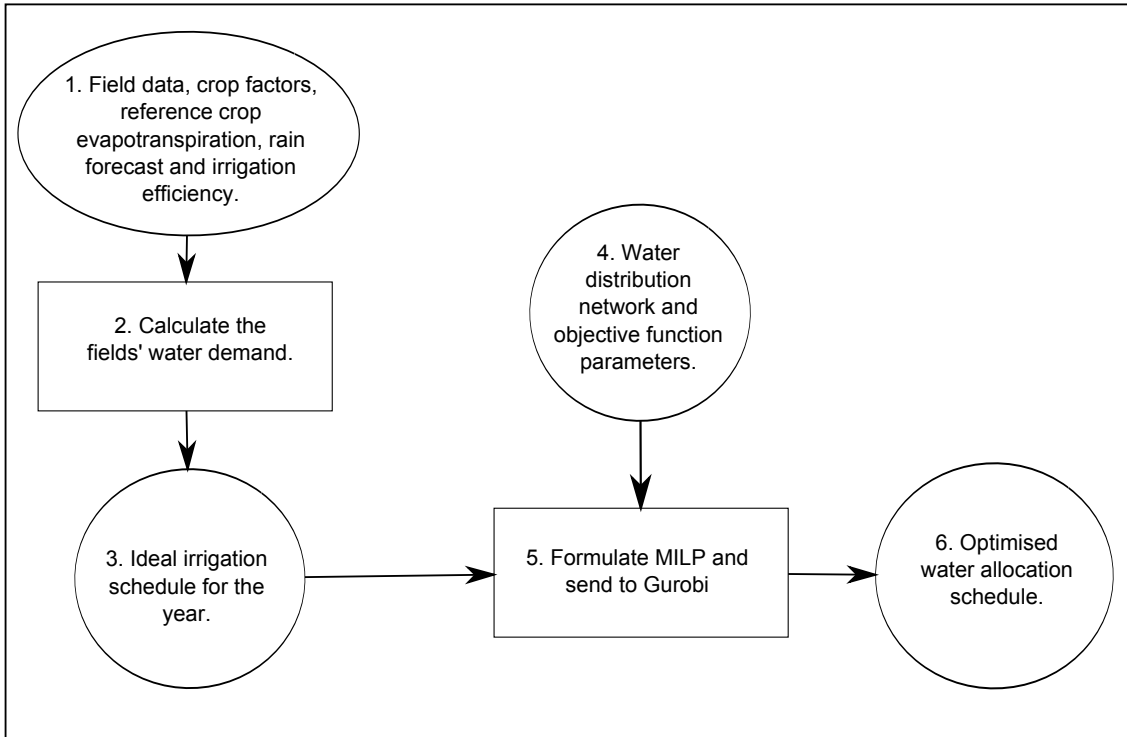 1. Field data, crop factors,
reference crop
evapotranspiration, rain
forecast and irrigation
efficiency.
2. Calculate the
fields' water demand.
3. Ideal irrigation
schedule for the
year.
4. Water
distribution
network and
objective function
parameters.
5. Formulate MILP and
send to Gurobi
6. Optimised
water allocation
schedule.